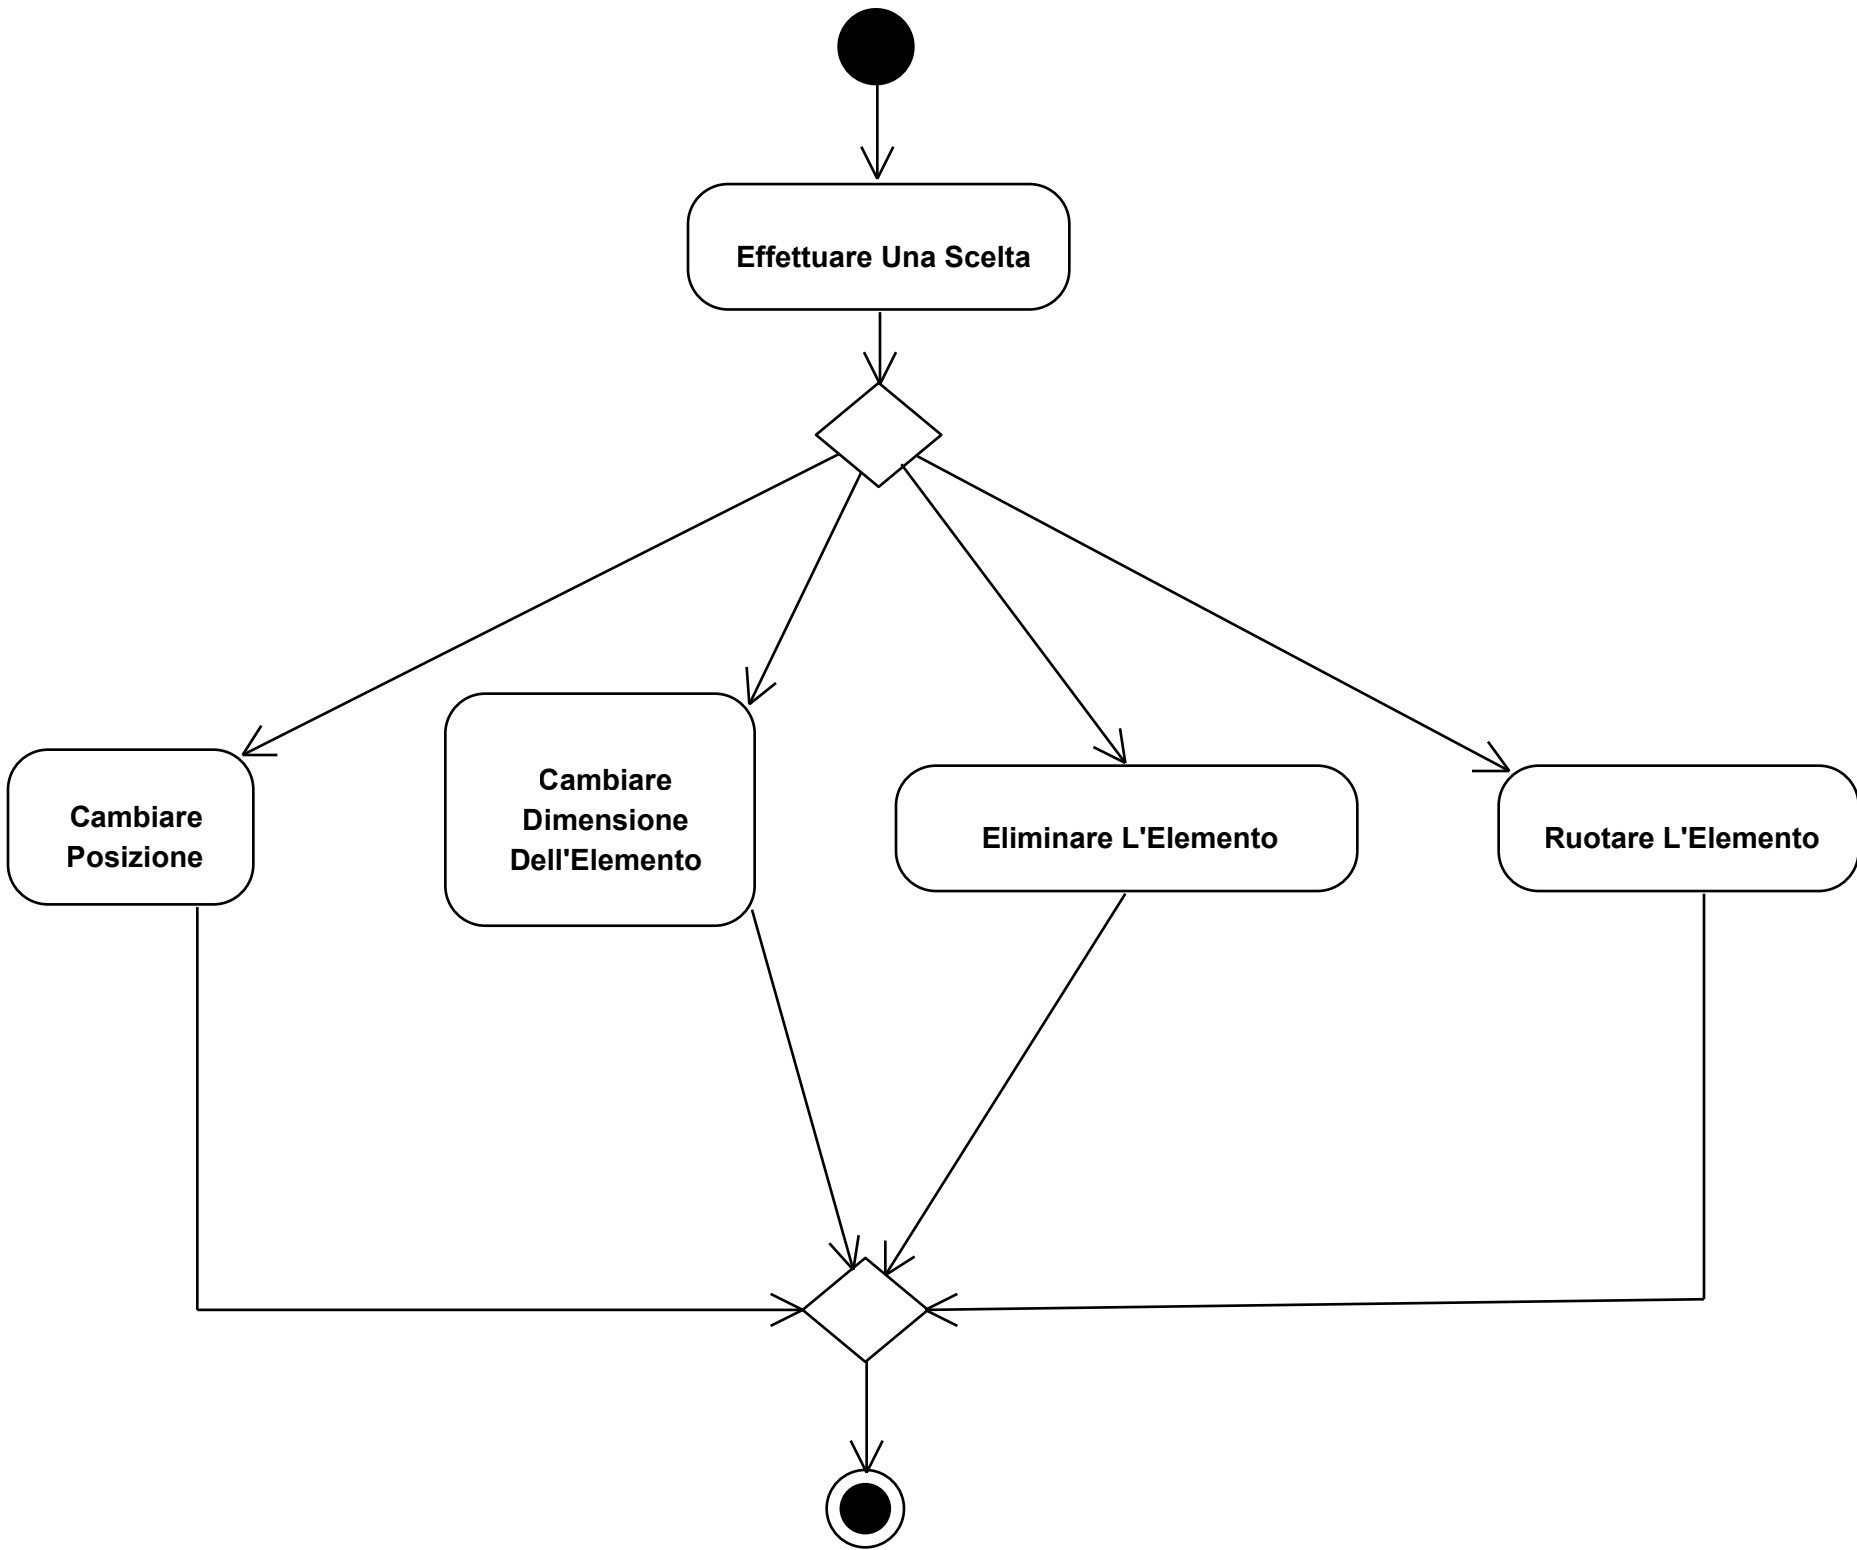 Effettuare Una Scelta
Cambiare
Posizione
Cambiare
Dimensione
Dell'Elemento
Eliminare L'Elemento
Ruotare L'Elemento